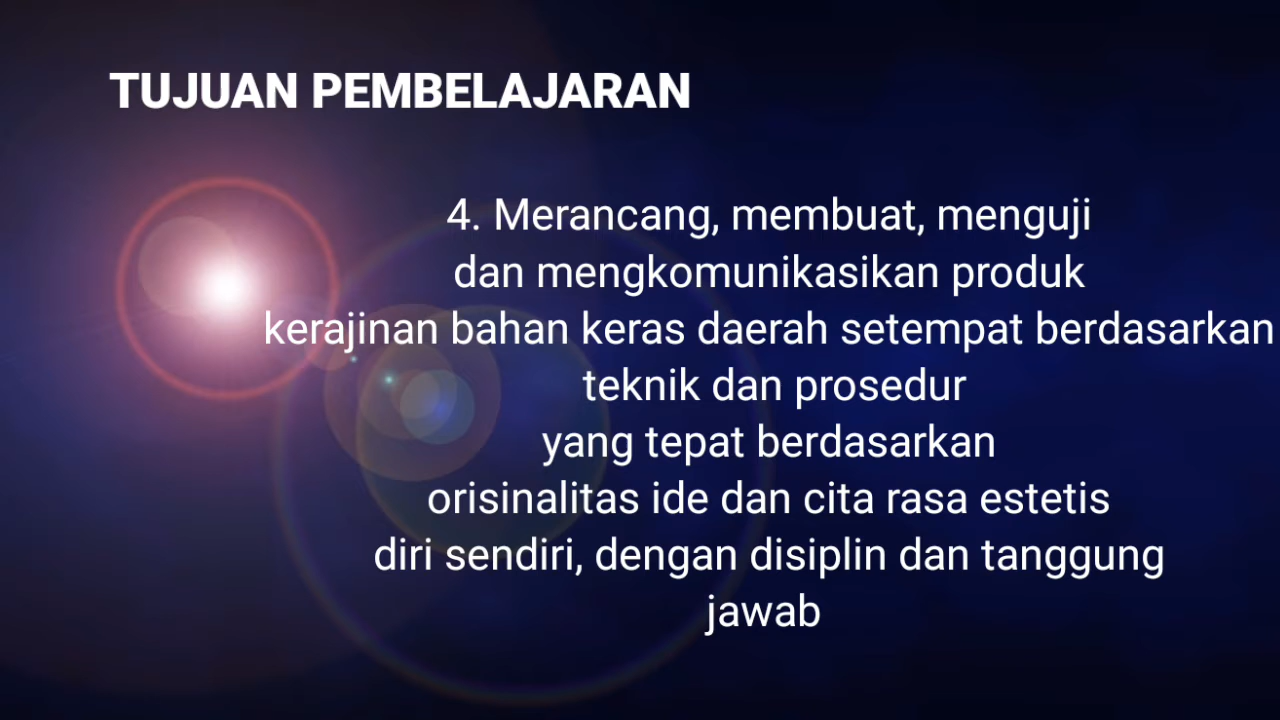 TUJUAN PEMBELAJARAN
4. Merancang, membuat, menguji
dan mengkomunikasikan produk
kerajinan bahan keras daerah setempat berdasarkan
teknik dan prosedur
yang tepat berdasarkan
orisinalitas ide dan cita rasa estetis
diri sendiri, dengan disiplin dan tanggung
jawab